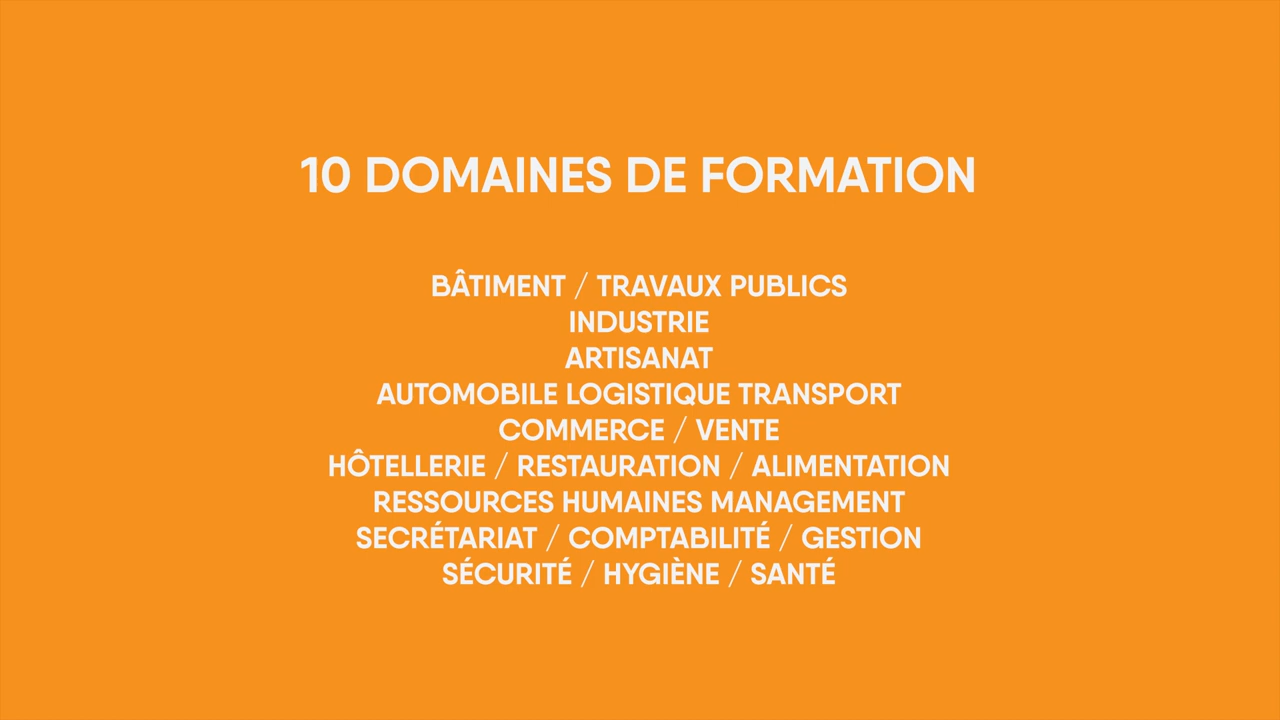 10 DOMAINES DE FORMATION
BÂTIMENT / TRAVAUX PUBLICS
INDUSTRIE
ARTISANAT
AUTOMOBILE LOGISTIQUE TRANSPORT
COMMERCE / VENTE
HÔTELLERIE / RESTAURATION / ALIMENTATION
RESSOURCES HUMAINES MANAGEMENT
SECRÉTARIAT / COMPTABILITÉ / GESTION
SÉCURITÉ / HYGIÈNE / SANTÉ